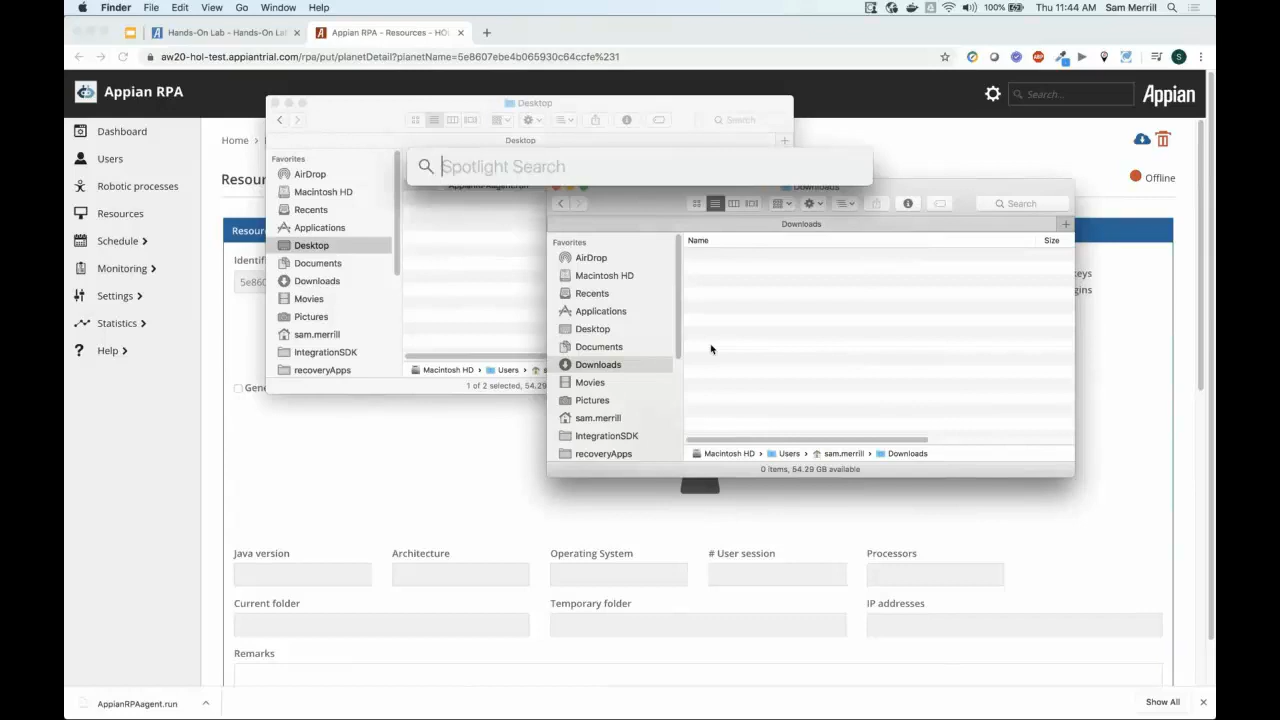 Finder File Edit View Go Window Help 100% Thu 11:44 AM Sam Merrill
Hands-On Lab - Hands-On Lab
Appian RPA - Resources - HOL
aw20-hol-test.appiantrial.com/rpa/put/planetDetail?planetName=5e8607ebe4b065930c64ccfe%231
Appian RPA
Search...
Appian
Dashboard
Users
Robotic processes
Resources
Schedule
Monitoring
Settings
Statistics
Help
Home
Offline
Desktop
Search
Desktop
Favorites
AirDrop
Macintosh HD
Recents
Applications
Desktop
Documents
Downloads
Movies
Pictures
sam.merrill
IntegrationSDK
recoveryApps
Macintosh HD Users
1 of 2 selected, 54.29
Spotlight Search
Downloads
Search
Downloads
Favorites
Name Size
AirDrop
Macintosh HD
Recents
Applications
Desktop
Documents
Downloads
Movies
Pictures
sam.merrill
IntegrationSDK
recoveryApps
Macintosh HD Users sam.merrill Downloads
0 items, 54.29 GB available
Java version Architecture Operating System # User session Processors
Current folder Temporary folder IP addresses
Remarks
AppianRPAagent.run
Show All